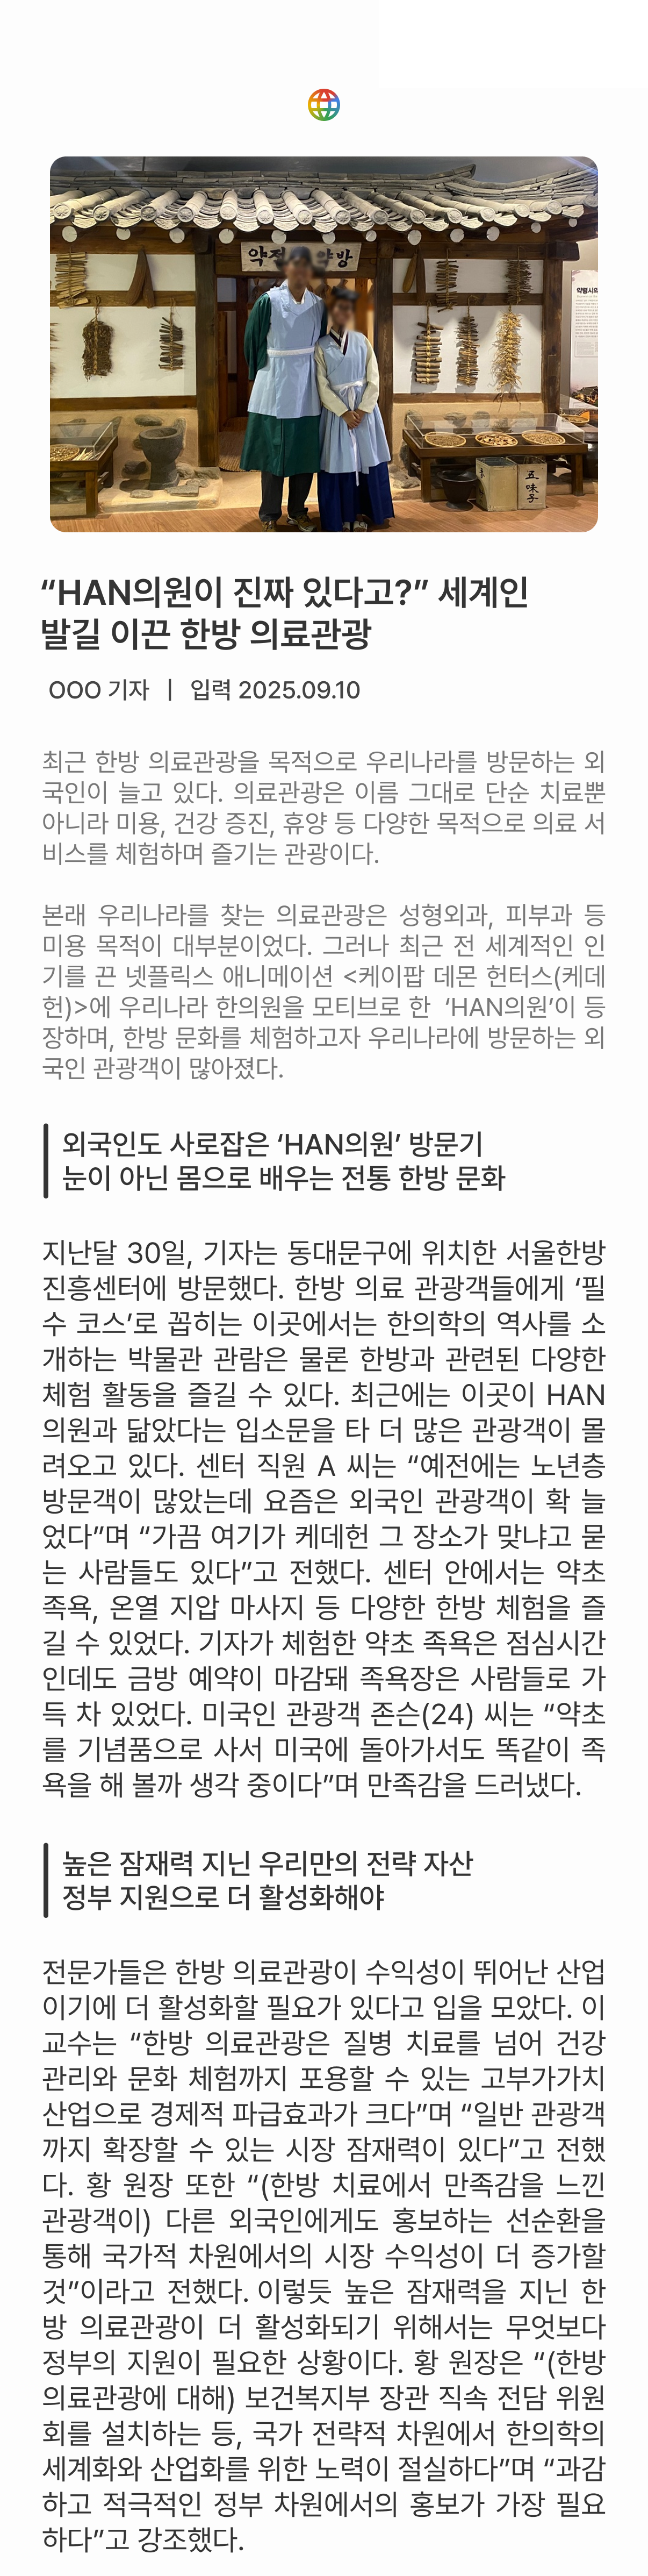 약
방
약령시의
五味子
“HAN의원이 진짜 있다고?” 세계인
발길 이끈 한방 의료관광
OOO 기자 | 입력 2025.09.10
최근 한방 의료관광을 목적으로 우리나라를 방문하는 외
국인이 늘고 있다. 의료관광은 이름 그대로 단순 치료뿐
아니라 미용, 건강 증진, 휴양 등 다양한 목적으로 의료 서
비스를 체험하며 즐기는 관광이다.
본래 우리나라를 찾는 의료관광은 성형외과, 피부과 등
미용 목적이 대부분이었다. 그러나 최근 전 세계적인 인
기를 끈 넷플릭스 애니메이션 <케이팝 데몬 헌터스(케데
헌)>에 우리나라 한의원을 모티브로 한 ‘HAN의원’이 등
장하며, 한방 문화를 체험하고자 우리나라에 방문하는 외
국인 관광객이 많아졌다.
외국인도 사로잡은 ‘HAN의원’ 방문기
눈이 아닌 몸으로 배우는 전통 한방 문화
지난달 30일, 기자는 동대문구에 위치한 서울한방
진흥센터에 방문했다. 한방 의료 관광객들에게 ‘필
수 코스’로 꼽히는 이곳에서는 한의학의 역사를 소
개하는 박물관 관람은 물론 한방과 관련된 다양한
체험 활동을 즐길 수 있다. 최근에는 이곳이 HAN
의원과 닮았다는 입소문을 타 더 많은 관광객이 몰
려오고 있다. 센터 직원 A 씨는 “예전에는 노년층
방문객이 많았는데 요즘은 외국인 관광객이 확 늘
었다”며 “가끔 여기가 케데헌 그 장소가 맞냐고 묻
는 사람들도 있다”고 전했다. 센터 안에서는 약초
족욕, 온열 지압 마사지 등 다양한 한방 체험을 즐
길 수 있었다. 기자가 체험한 약초 족욕은 점심시간
인데도 금방 예약이 마감돼 족욕장은 사람들로 가
득 차 있었다. 미국인 관광객 존슨(24) 씨는 “약초
를 기념품으로 사서 미국에 돌아가서도 똑같이 족
욕을 해 볼까 생각 중이다”며 만족감을 드러냈다.
높은 잠재력 지닌 우리만의 전략 자산
정부 지원으로 더 활성화해야
전문가들은 한방 의료관광이 수익성이 뛰어난 산업
이기에 더 활성화할 필요가 있다고 입을 모았다. 이
교수는 “한방 의료관광은 질병 치료를 넘어 건강
관리와 문화 체험까지 포용할 수 있는 고부가가치
산업으로 경제적 파급효과가 크다”며 “일반 관광객
까지 확장할 수 있는 시장 잠재력이 있다”고 전했
다. 황 원장 또한 “(한방 치료에서 만족감을 느낀
관광객이) 다른 외국인에게도 홍보하는 선순환을
통해 국가적 차원에서의 시장 수익성이 더 증가할
것”이라고 전했다. 이렇듯 높은 잠재력을 지닌 한
방 의료관광이 더 활성화되기 위해서는 무엇보다
정부의 지원이 필요한 상황이다. 황 원장은 “(한방
의료관광에 대해) 보건복지부 장관 직속 전담 위원
회를 설치하는 등, 국가 전략적 차원에서 한의학의
세계화와 산업화를 위한 노력이 절실하다”며 “과감
하고 적극적인 정부 차원에서의 홍보가 가장 필요
하다”고 강조했다.